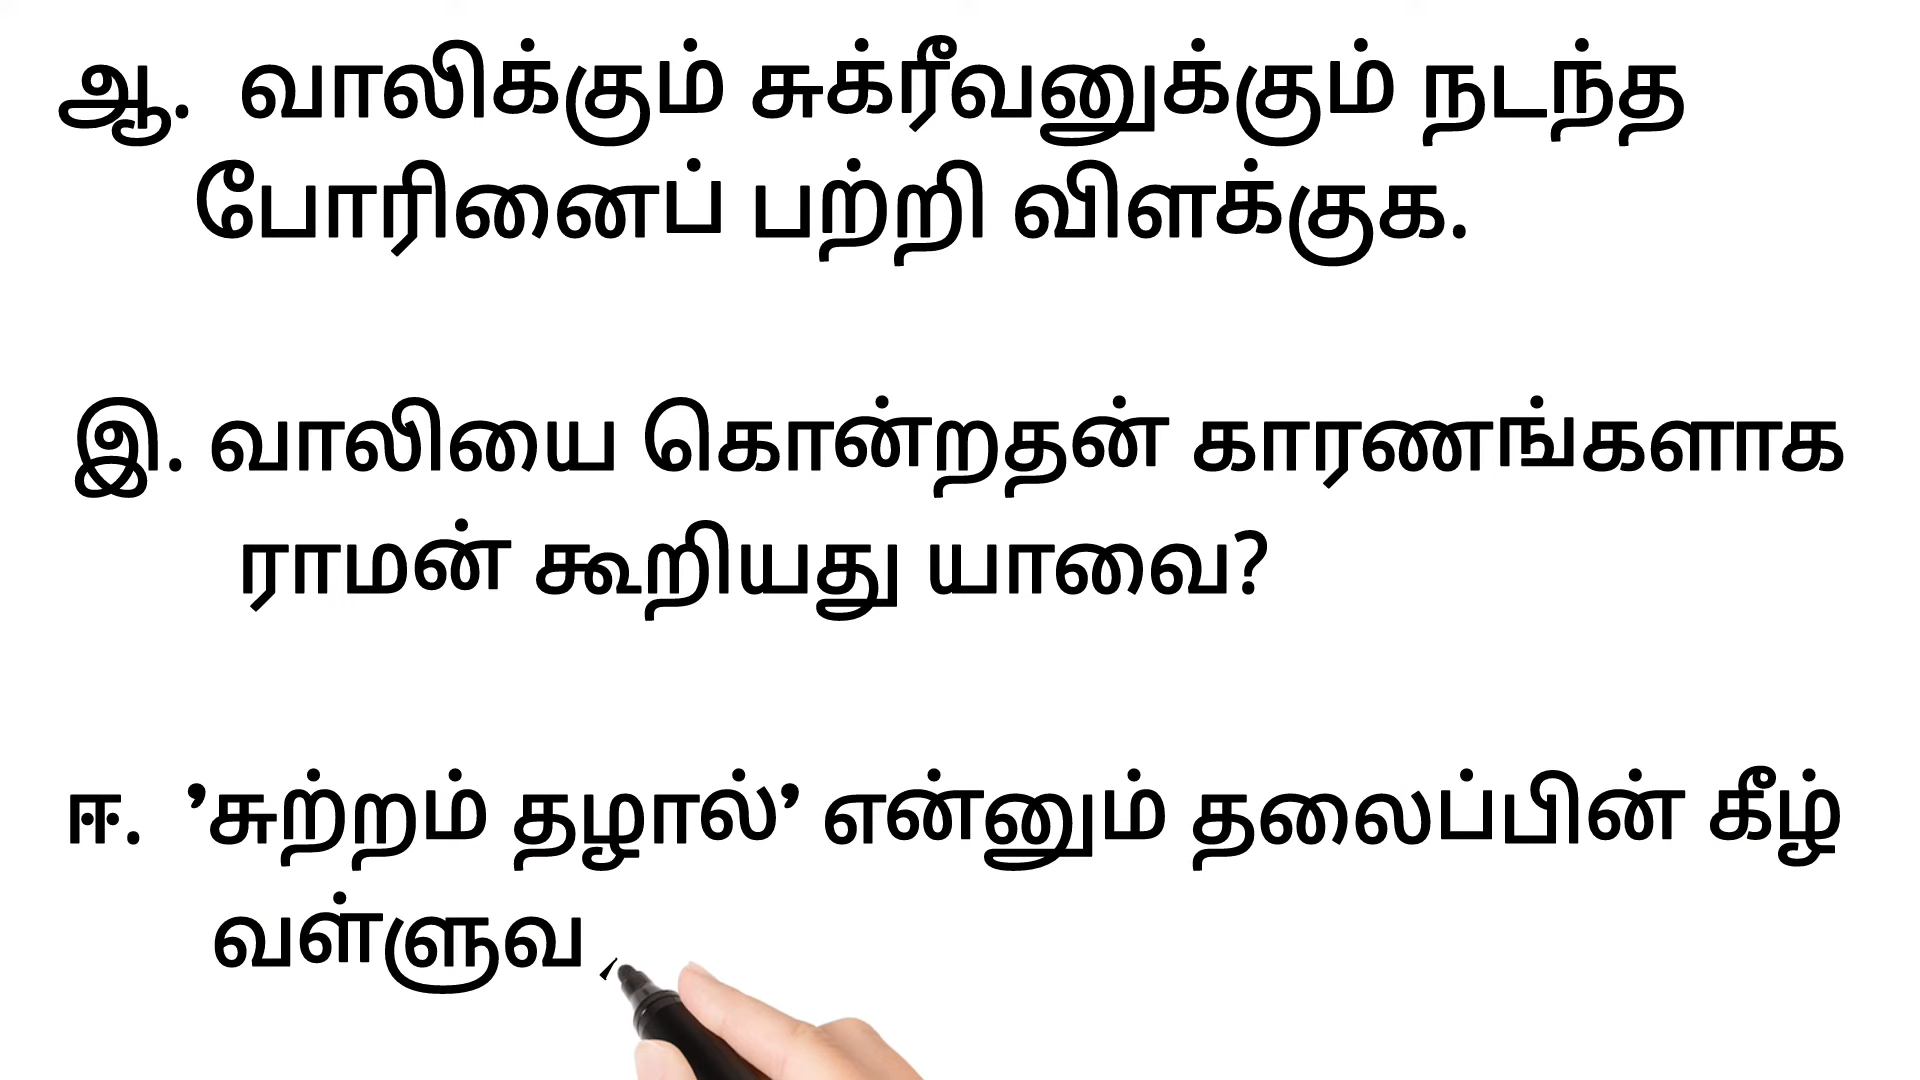 ஆ. வாலிக்கும் சுக்ரீவனுக்கும் நடந்த
போரினைப் பற்றி விளக்குக.
இ. வாலியை கொன்றதன் காரணங்களாக
ராமன் கூறியது யாவை?
ஈ. ’சுற்றம் தழால்’ என்னும் தலைப்பின் கீழ்
வள்ளுவ